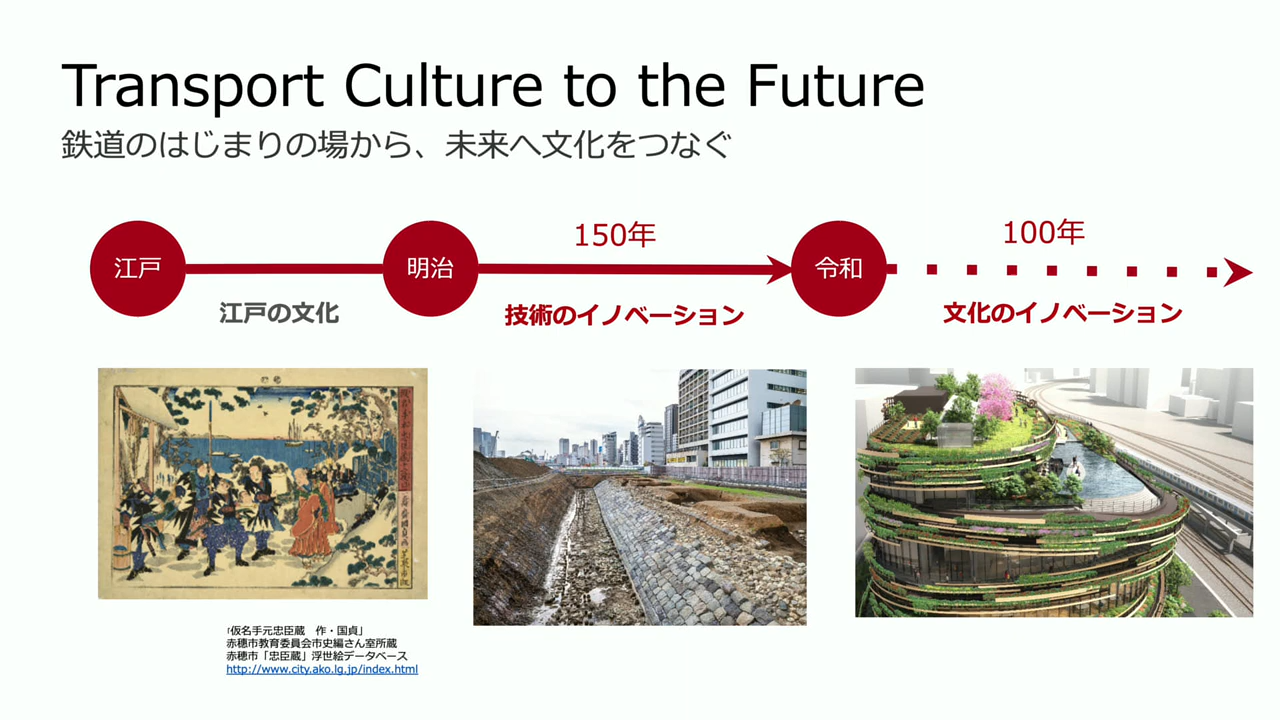 Transport Culture to the Future
鉄道のはじまりの場から、未来へ文化をつなぐ
150年
100年
江戸
明治
令和
江戸の文化
技術のイノベーション
文化のイノベーション
「仮名手元忠臣蔵　作・国貞」
赤穂市教育委員会市史編さん室所蔵
赤穂市「忠臣蔵」浮世絵データベース
http://www.city.ako.lg.jp/index.html